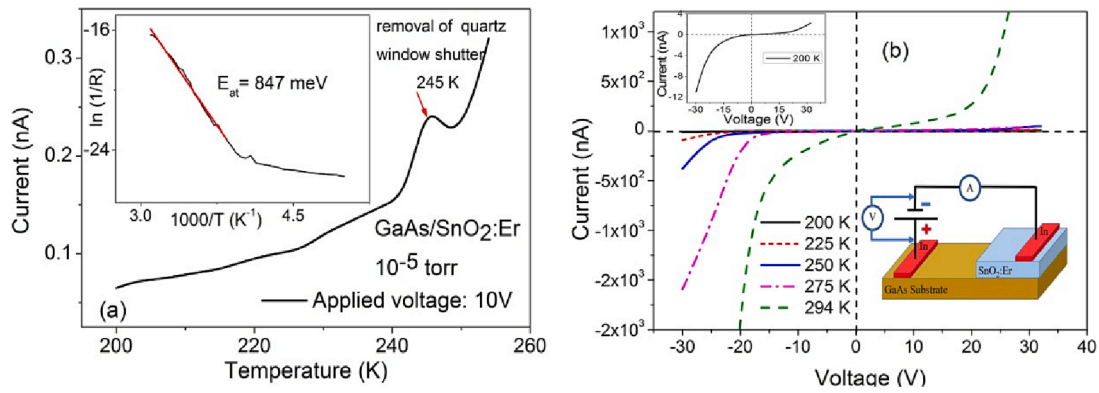 -16
-24
ln (1/R)
E_at= 847 meV
3.0
4.5
1000/T (K⁻¹)
removal of quartz
window shutter
245 K
0.3
0.2
0.1
Current (nA)
GaAs/SnO₂:Er
10⁻⁵ torr
Applied voltage: 10V
(a)
200
220
240
260
Temperature (K)
(b)
4
0
-4
-8
-12
Current (nA)
-30
-15
0
15
30
Voltage (V)
200 K
1x10³
5x10²
0
-5x10²
-1x10³
-2x10³
-2x10³
Current (nA)
200 K
225 K
250 K
275 K
294 K
V
A
-
+
In
In
SnO₂:Er
GaAs Substrate
-30
-20
-10
0
10
20
30
40
Voltage (V)